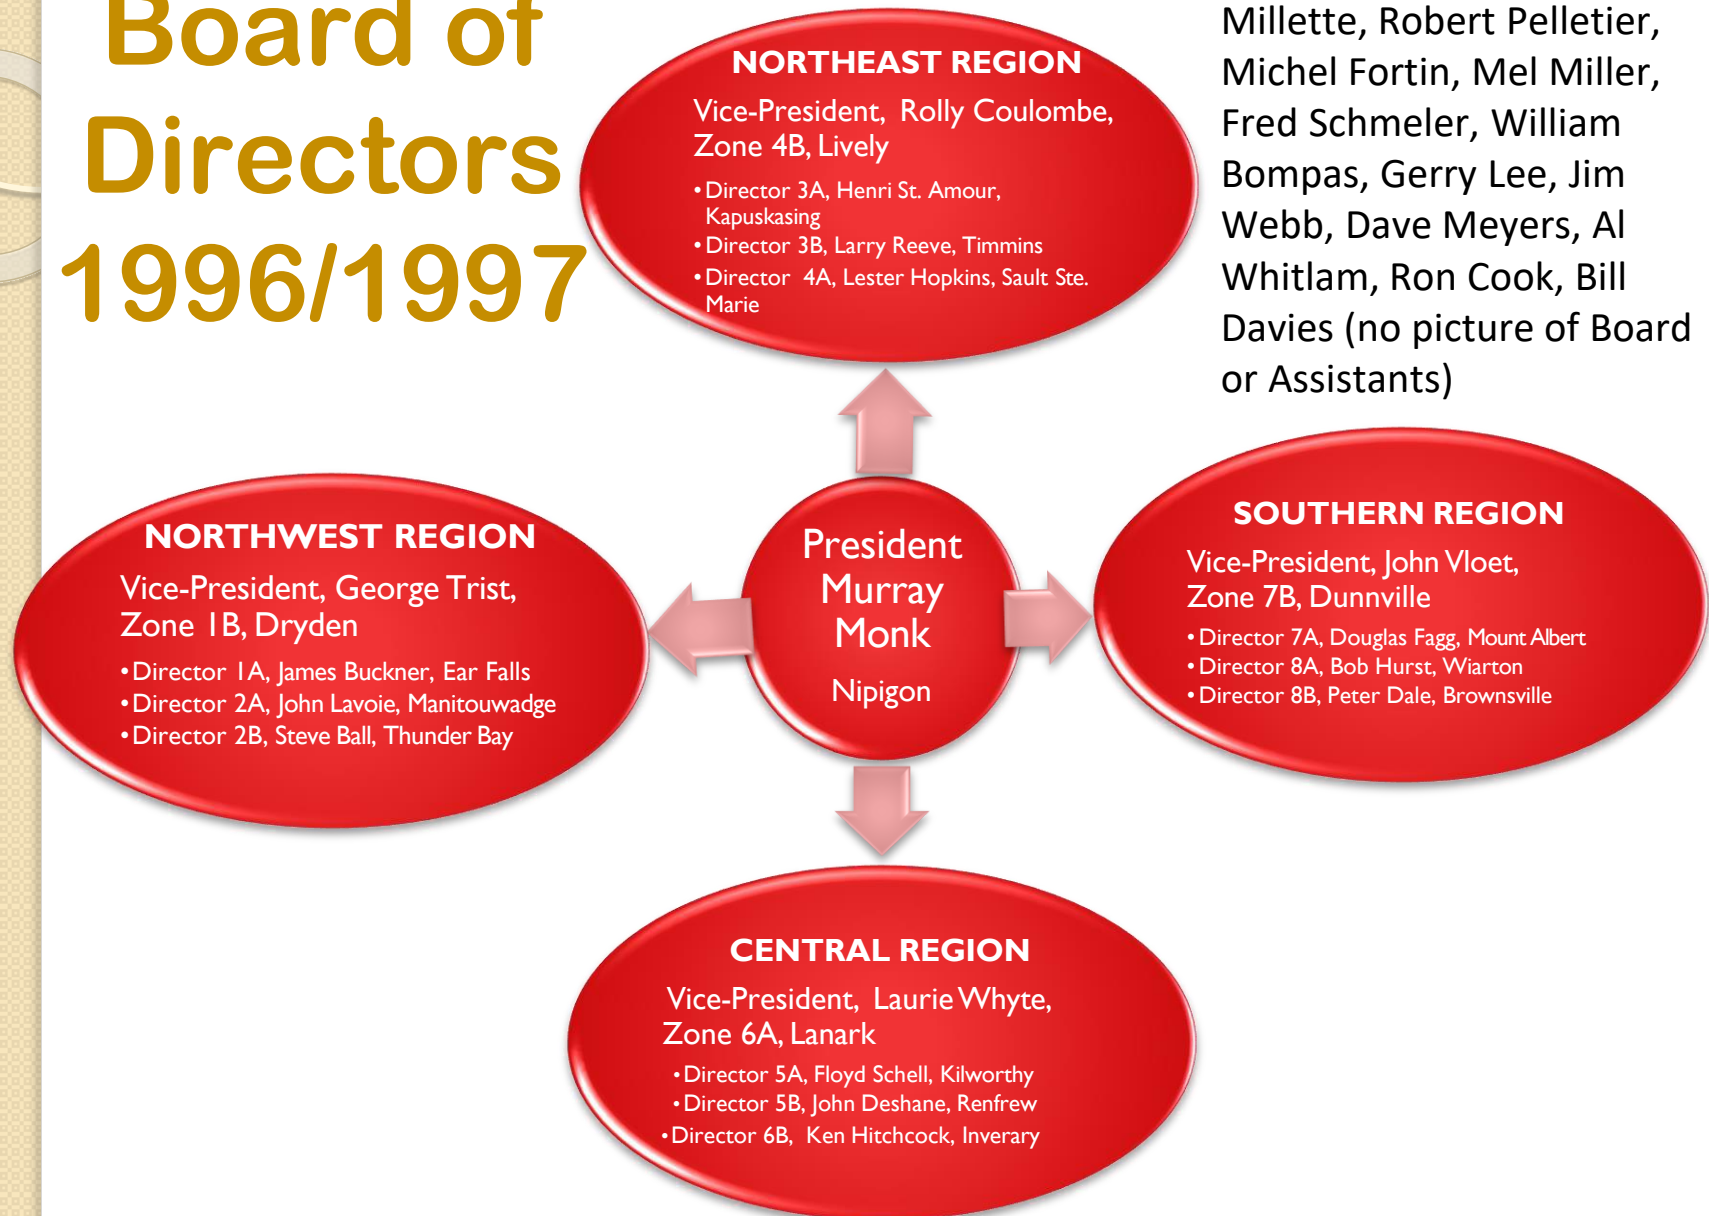 Board of
Directors
1996/1997
NORTHEAST REGION
Vice-President, Rolly Coulombe,
Zone 4B, Lively
• Director 3A, Henri St. Amour,
Kapuskasing
• Director 3B, Larry Reeve, Timmins
• Director 4A, Lester Hopkins, Sault Ste.
Marie
Millette, Robert Pelletier,
Michel Fortin, Mel Miller,
Fred Schmeler, William
Bompas, Gerry Lee, Jim
Webb, Dave Meyers, Al
Whitlam, Ron Cook, Bill
Davies (no picture of Board
or Assistants)
NORTHWEST REGION
Vice-President, George Trist,
Zone 1B, Dryden
• Director 1A, James Buckner, Ear Falls
• Director 2A, John Lavoie, Manitouwadge
• Director 2B, Steve Ball, Thunder Bay
President
Murray
Monk
Nipigon
SOUTHERN REGION
Vice-President, John Vloet,
Zone 7B, Dunnville
• Director 7A, Douglas Fagg, Mount Albert
• Director 8A, Bob Hurst, Wiarton
• Director 8B, Peter Dale, Brownsville
CENTRAL REGION
Vice-President, Laurie Whyte,
Zone 6A, Lanark
• Director 5A, Floyd Schell, Kilworthy
• Director 5B, John Deshane, Renfrew
• Director 6B, Ken Hitchcock, Inverary